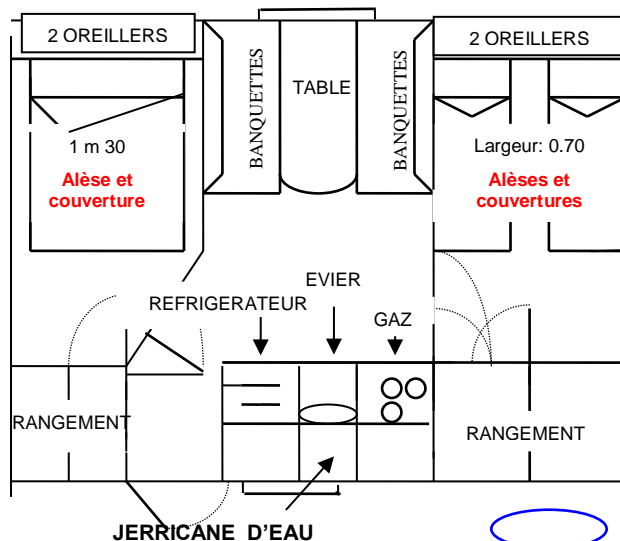 2 OREILLERS
2 OREILLERS
BANQUETTES
TABLE
BANQUETTES
1 m 30
Alèse et
couverture
Largeur: 0.70
Alèses et
couvertures
EVIER
REFRIGERATEUR
GAZ
RANGEMENT
RANGEMENT
JERRICANE D'EAU